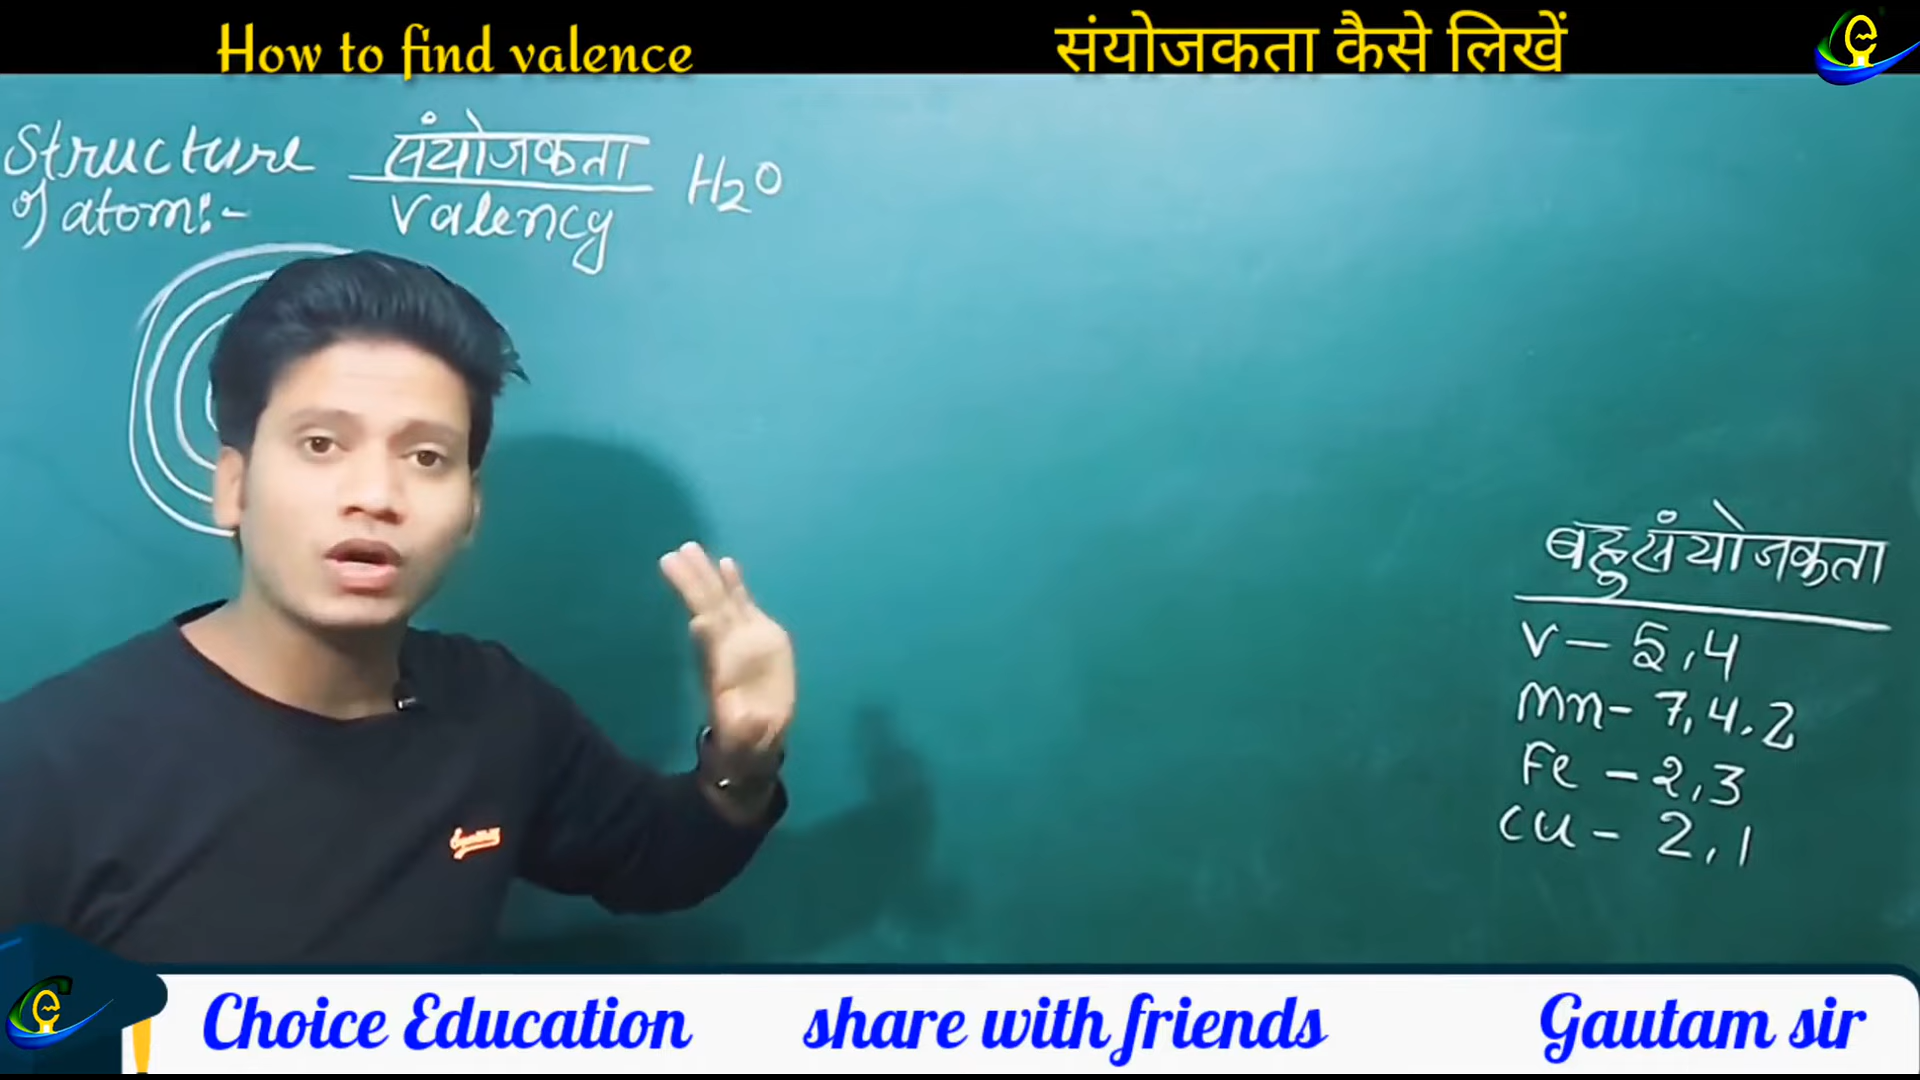 How to find valence
संयोजकता कैसे लिखें
Structure
of atom:-
संयोजकता
Valency
H₂O
बहुसंयोजकता
V - 5,4
Mn - 7,4,2
Fe - 2,3
Cu - 2,1
Choice Education
share with friends
Gautam sir